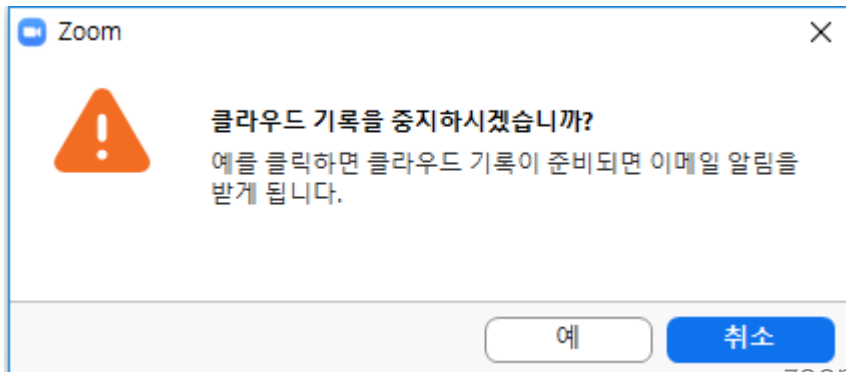 Zoom
클라우드 기록을 중지하시겠습니까?
예를 클릭하면 클라우드 기록이 준비되면 이메일 알림을
받게 됩니다.
예
취소